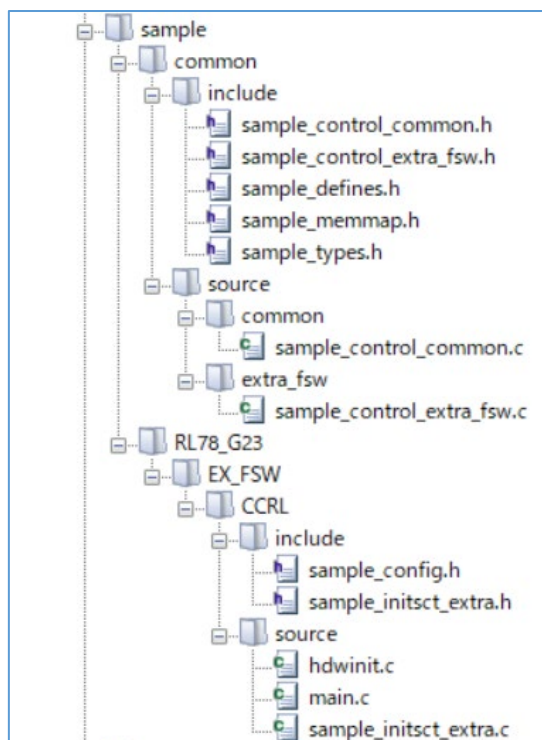 sample
common
include
sample_control_common.h
sample_control_extra_fsw.h
sample_defines.h
sample_memmap.h
sample_types.h
source
common
sample_control_common.c
extra_fsw
sample_control_extra_fsw.c
RL78_G23
EX_FSW
CCRL
include
sample_config.h
sample_initsct_extra.h
source
hdwinit.c
main.c
sample_initsct_extra.c